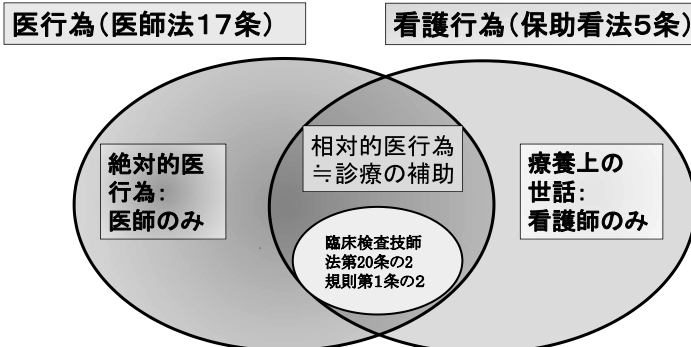 医行為(医師法17条)
看護行為(保助看法5条)
絶対的医
行為:
医師のみ
相対的医行為
≒診療の補助
療養上の
世話:
看護師のみ
臨床検査技師
法第20条の2
規則第1条の2